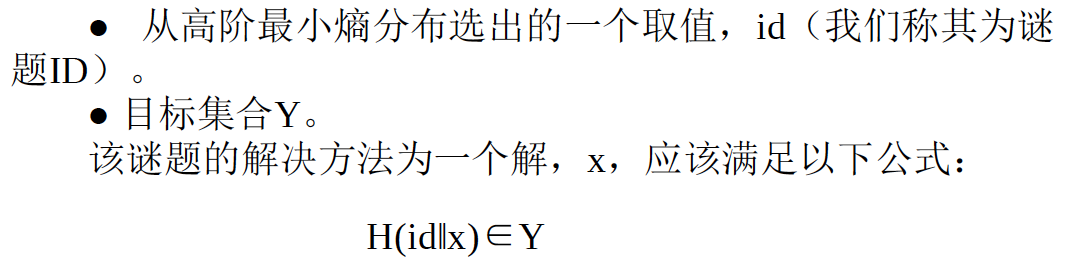 ● 从高阶最小熵分布选出的一个取值，id（我们称其为谜
题ID）。
● 目标集合Y。
该谜题的解决方法为一个解，x，应该满足以下公式：
H(id‖x)∈Y